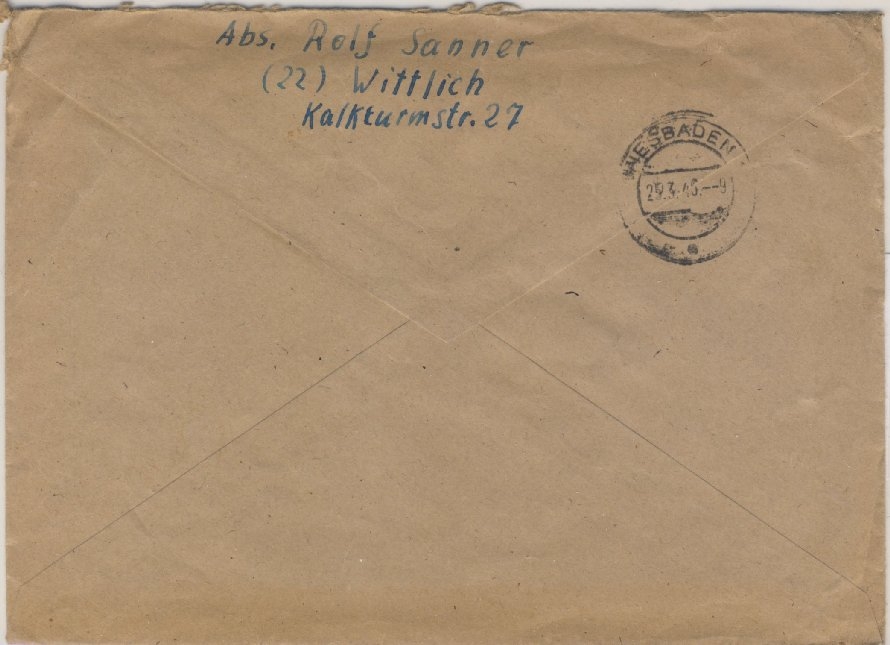 Abs. Rolf Sanner
(22) Wittlich
Kalkturmstr. 27
WIESBADEN